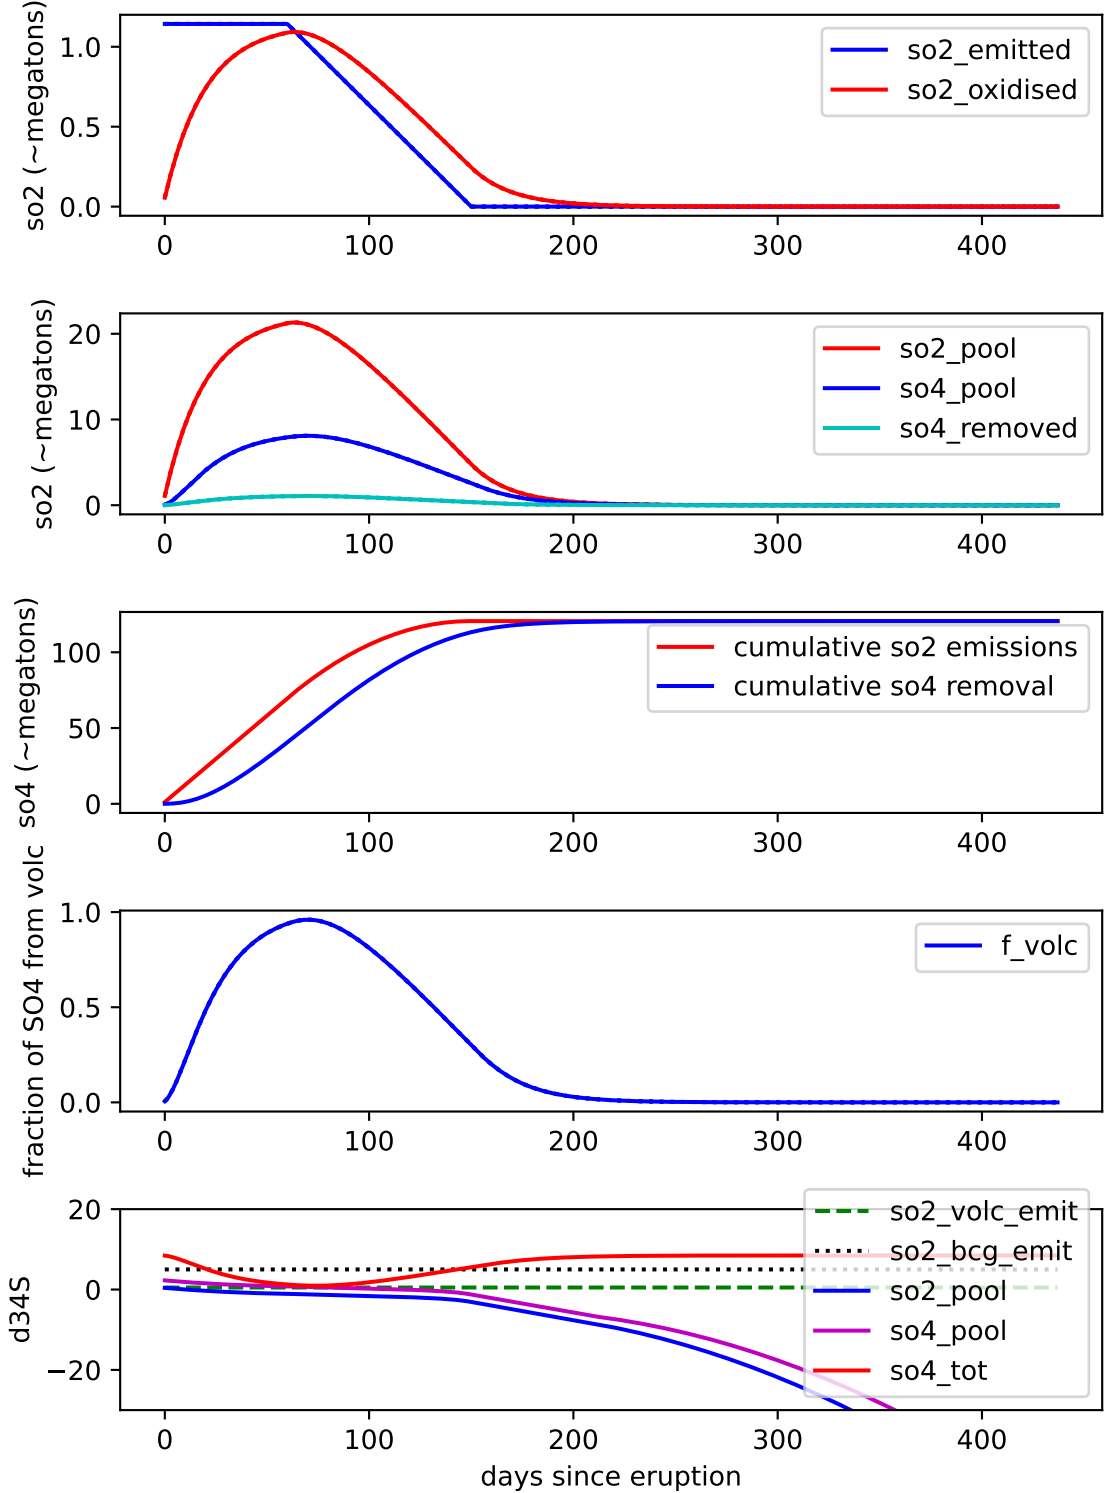 so2 (~megatons)
1.0
0.5
0.0
so2_emitted
so2_oxidised
0 100 200 300 400
so2 (~megatons)
20
10
0
so2_pool
so4_pool
so4_removed
0 100 200 300 400
so4 (~megatons)
100
50
0
cumulative so2 emissions
cumulative so4 removal
0 100 200 300 400
fraction of SO4 from volc
1.0
0.5
0.0
f_volc
0 100 200 300 400
d34S
20
0
−20
so2_volc_emit
so2_bcg_emit
so2_pool
so4_pool
so4_tot
0 100 200 300 400
days since eruption